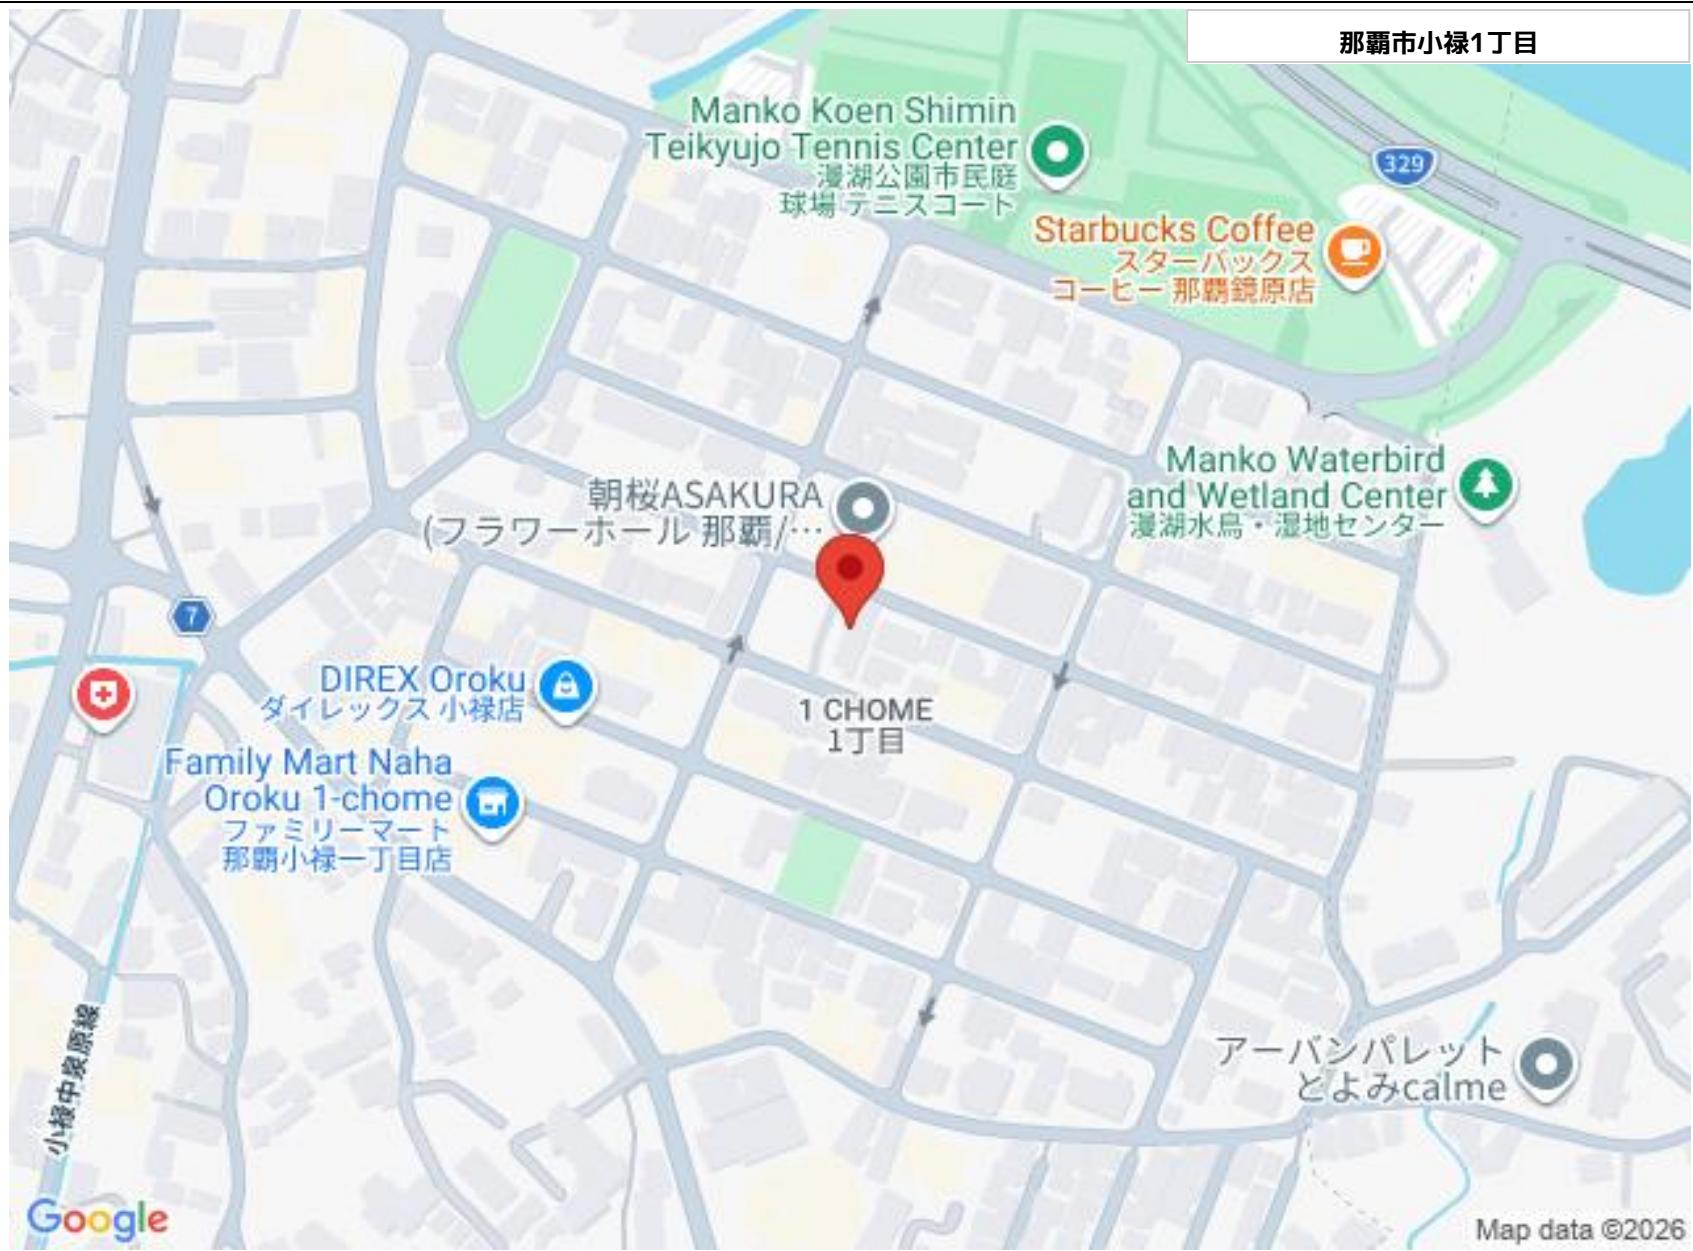 那覇市小禄1丁目
Manko Koen Shimin
Teikyujo Tennis Center
漫湖公園市民庭
球場 テニスコート
329
Starbucks Coffee
スターバックス
コーヒー 那覇鏡原店
Manko Waterbird
and Wetland Center
漫湖水鳥・湿地センター
朝桜ASAKURA
(フラワーホール 那覇/…
7
DIREX Oroku
ダイレックス 小禄店
1 CHOME
1丁目
Family Mart Naha
Oroku 1-chome
ファミリーマート
那覇小禄一丁目店
小禄中泉原線
アーバンパレット
とよみcalme
Google
Map data ©2026